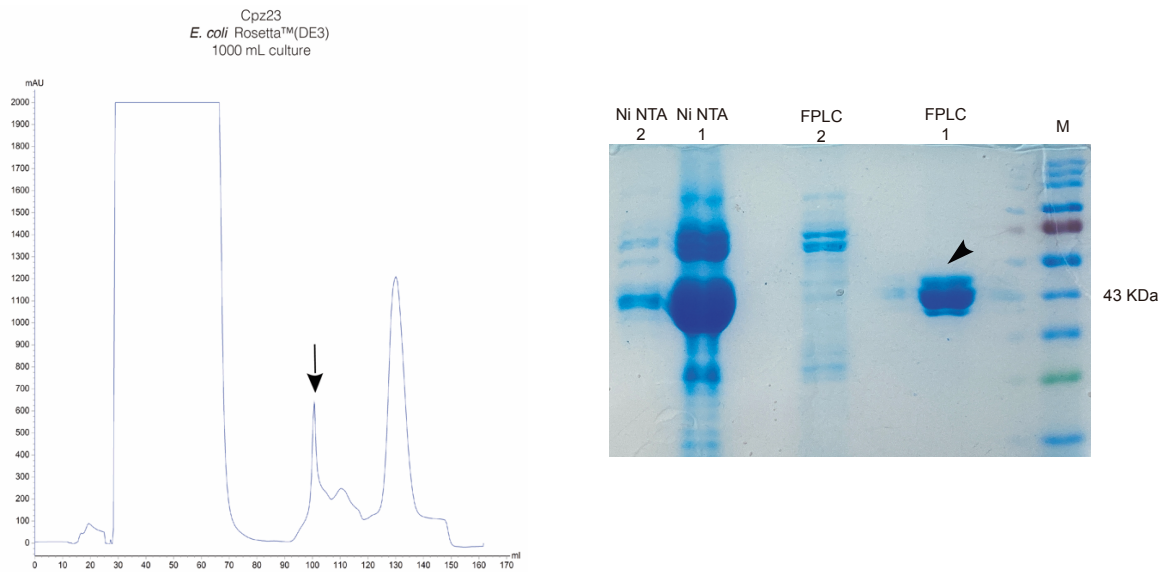 Cpz23
E. coli Rosetta™(DE3)
1000 mL culture
mAU
2000
1900
1800
1700
1600
1500
1400
1300
1200
1100
1000
900
800
700
600
500
400
300
200
100
0
0 10 20 30 40 50 60 70 80 90 100 110 120 130 140 150 160 170
ml
Ni NTA Ni NTA FPLC FPLC
2 1 2 1 M
43 KDa